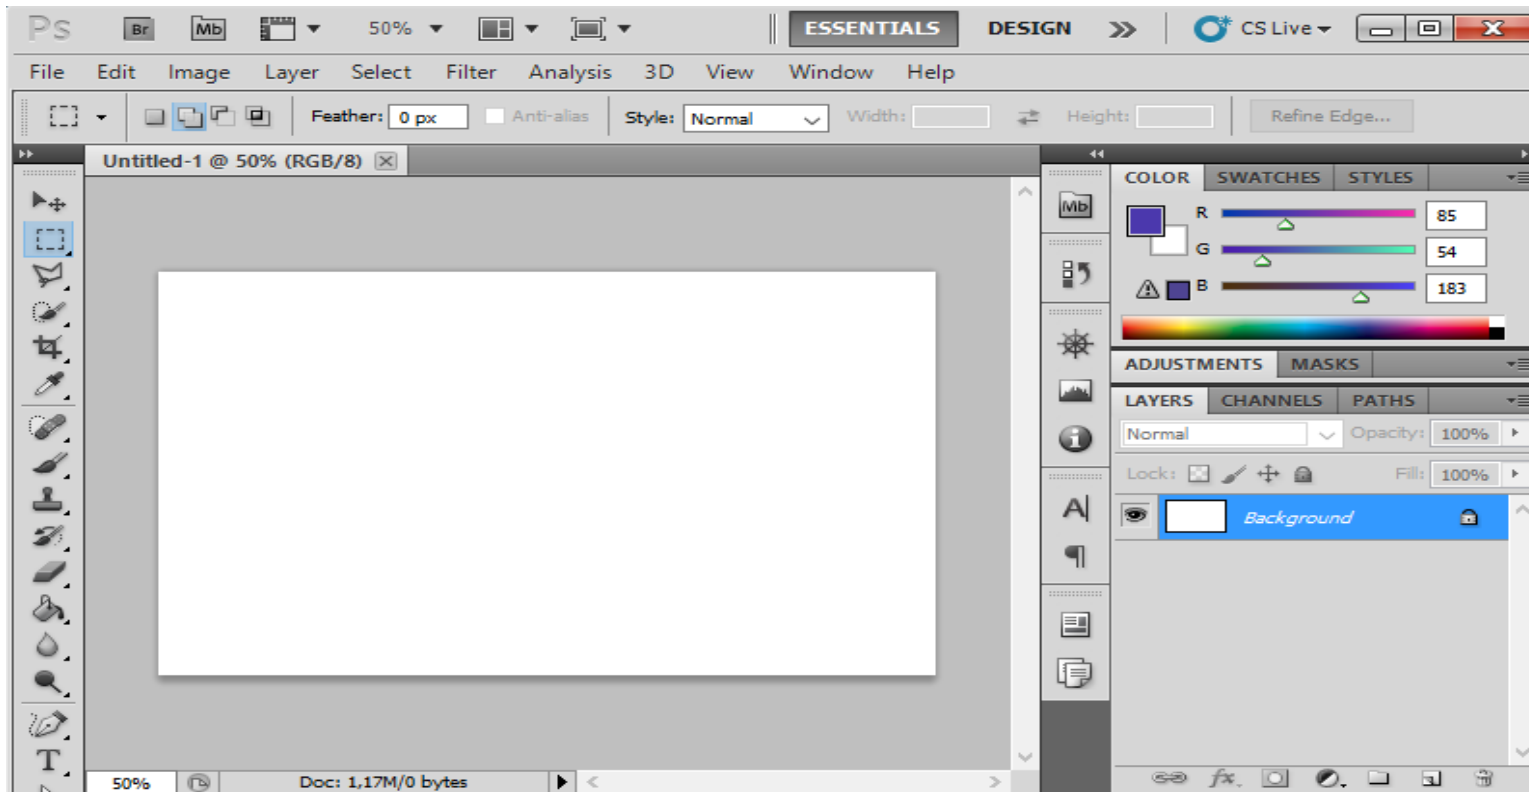 Ps Br Mb 50% ESSENTIALS DESIGN CS Live
File Edit Image Layer Select Filter Analysis 3D View Window Help
Feather: 0 px Anti-alias Style: Normal Width: Height: Refine Edge...
Untitled-1 @ 50% (RGB/8)
Mb
COLOR SWATCHES STYLES
R 85
G 54
B 183
ADJUSTMENTS MASKS
LAYERS CHANNELS PATHS
Normal Opacity: 100%
Lock: Fill: 100%
A
Background
T
fx.
50% Doc: 1,17M/0 bytes